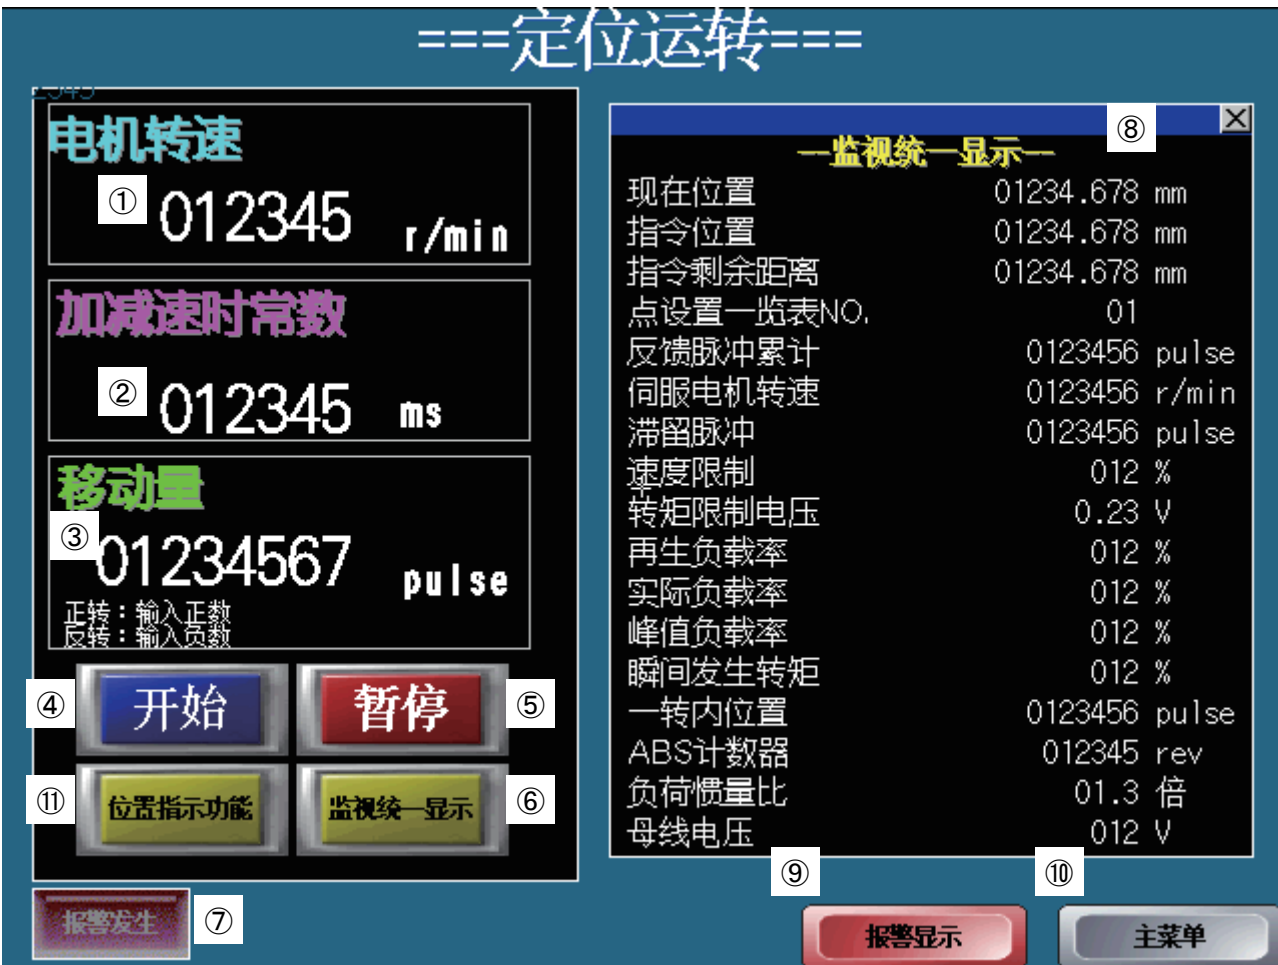 ===定位运转===
2345
电机转速
① 012345 r/min
加减速时常数
② 012345 ms
移动量
③ 01234567 pulse
正转：输入正数
反转：输入负数
④ 开始 暂停 ⑤
⑪ 位置指示功能 监视统一显示 ⑥
报警发生 ⑦
⑧
—监视统一显示—
现在位置 01234.678 mm
指令位置 01234.678 mm
指令剩余距离 01234.678 mm
点设置一览表NO. 01
反馈脉冲累计 0123456 pulse
伺服电机转速 0123456 r/min
滞留脉冲 0123456 pulse
速度限制 012 %
转矩限制电压 0.23 V
再生负载率 012 %
实际负载率 012 %
峰值负载率 012 %
瞬间发生转矩 012 %
一转内位置 0123456 pulse
ABS计数器 012345 rev
负荷惯量比 01.3 倍
母线电压 012 V
⑨ ⑩
报警显示 主菜单